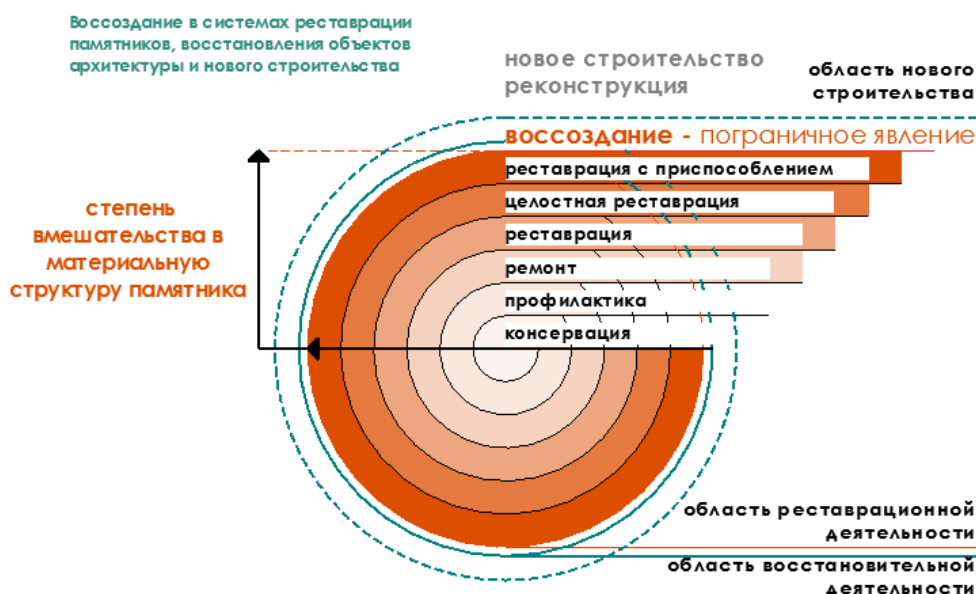 Воссоздание в системах реставрации
памятников, восстановления объектов
архитектуры и нового строительства
новое строительство
реконструкция
область нового
строительства
воссоздание - пограничное явление
реставрация с приспособлением
целостная реставрация
реставрация
ремонт
профилактика
консервация
степень
вмешательства в
материальную
структуру памятника
область реставрационной
деятельности
область восстановительной
деятельности